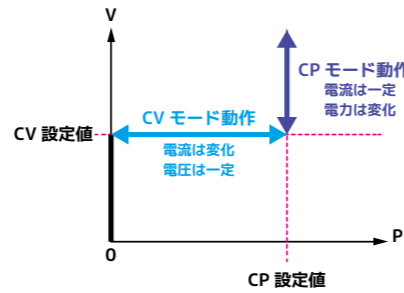 V
CP モード動作
電流は一定
電力は変化
CV モード動作
CV 設定値
電流は変化
電圧は一定
P
0
CP 設定値